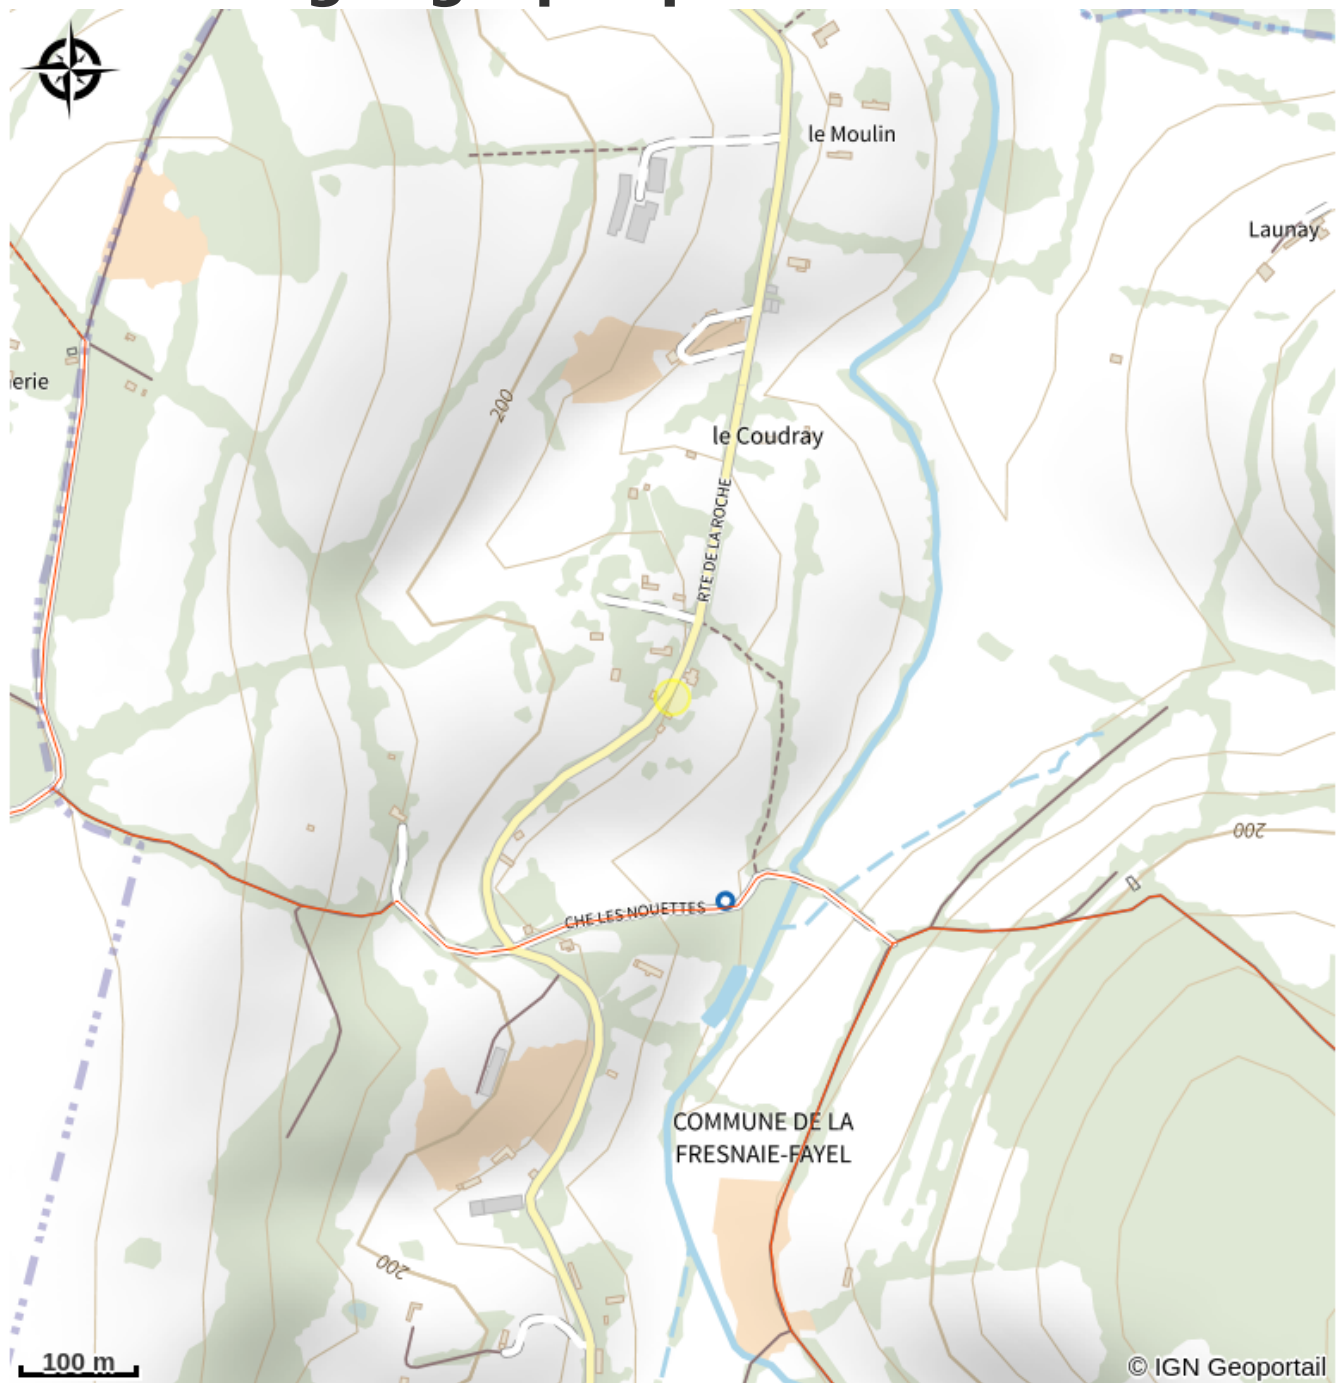 le Moulin
Launay
erie
200
le Coudray
RTE DE LA ROCHE
200
CHE LES NOUETTES
COMMUNE DE LA
FRESNAIE-FAYEL
200
100 m
© IGN Geoportail